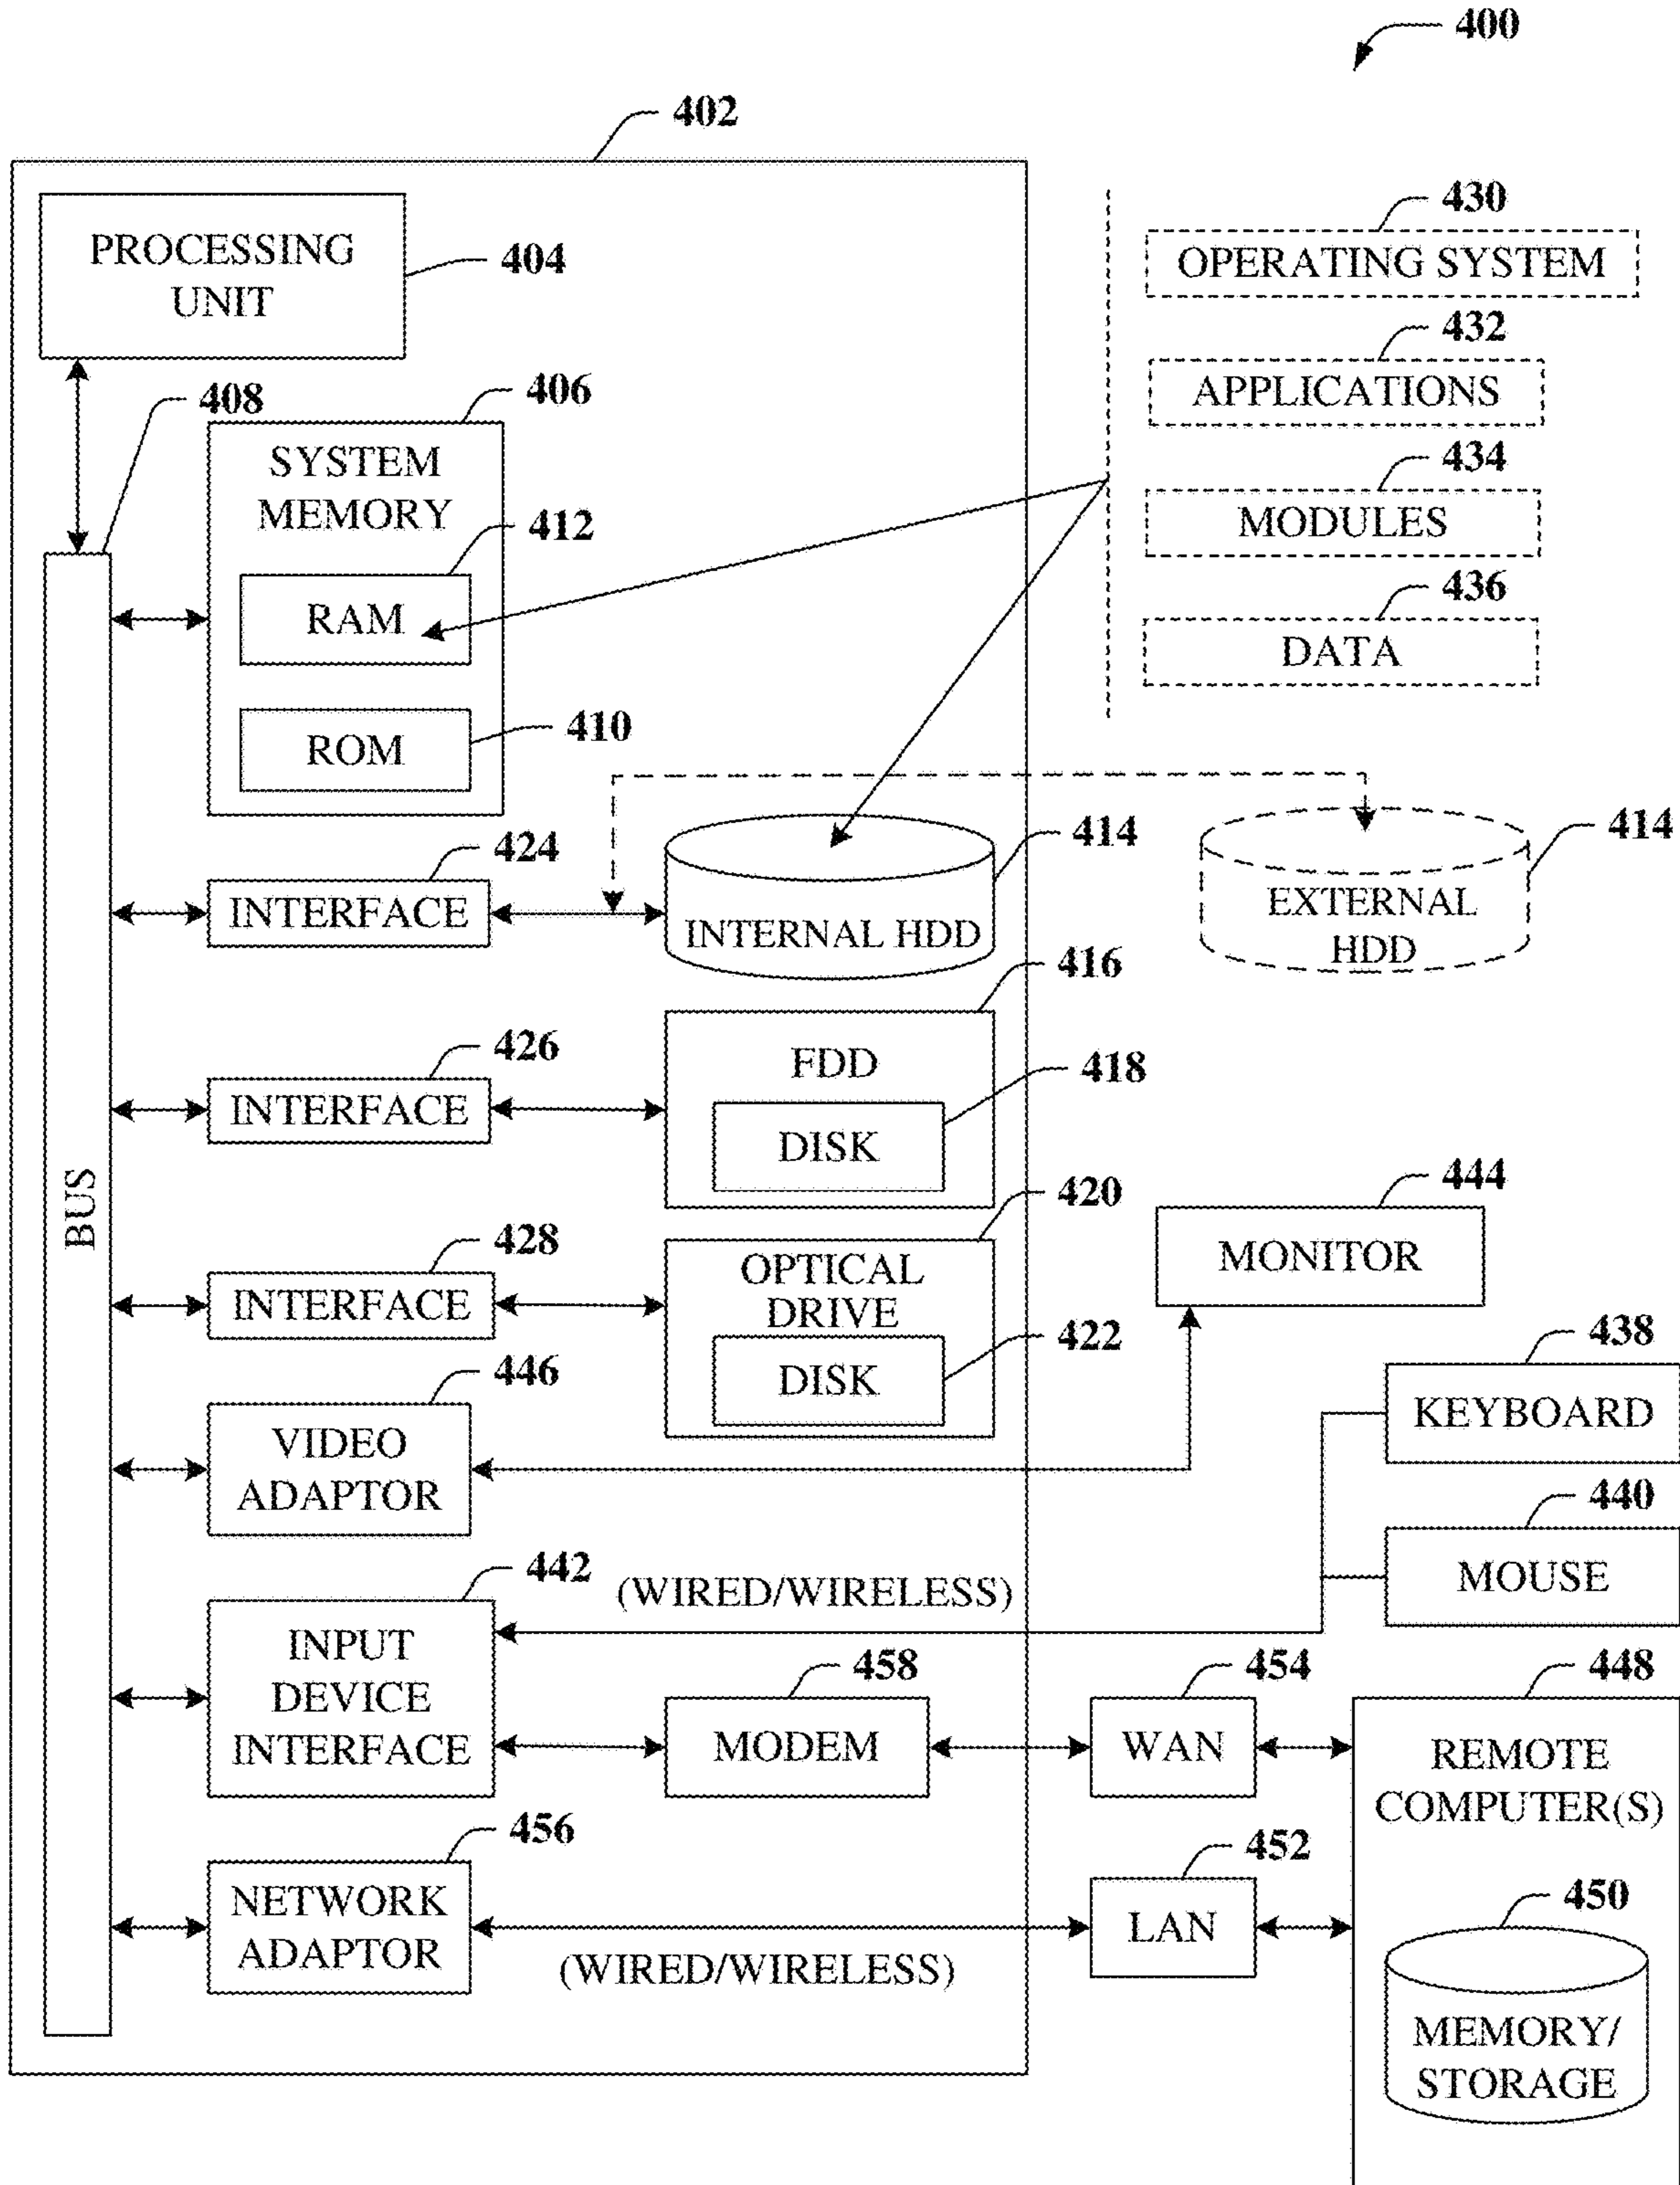 400
402
PROCESSING
UNIT
404
430
OPERATING SYSTEM
432
APPLICATIONS
434
MODULES
436
DATA
408
406
SYSTEM
MEMORY
412
RAM
410
ROM
BUS
424
INTERFACE
414
INTERNAL HDD
414
EXTERNAL
HDD
426
INTERFACE
416
FDD
418
DISK
428
INTERFACE
420
OPTICAL
DRIVE
422
DISK
444
MONITOR
446
VIDEO
ADAPTOR
438
KEYBOARD
440
MOUSE
442
INPUT
DEVICE
INTERFACE
(WIRED/WIRELESS)
458
MODEM
454
WAN
448
REMOTE
COMPUTER(S)
456
NETWORK
ADAPTOR
(WIRED/WIRELESS)
452
LAN
450
MEMORY/
STORAGE